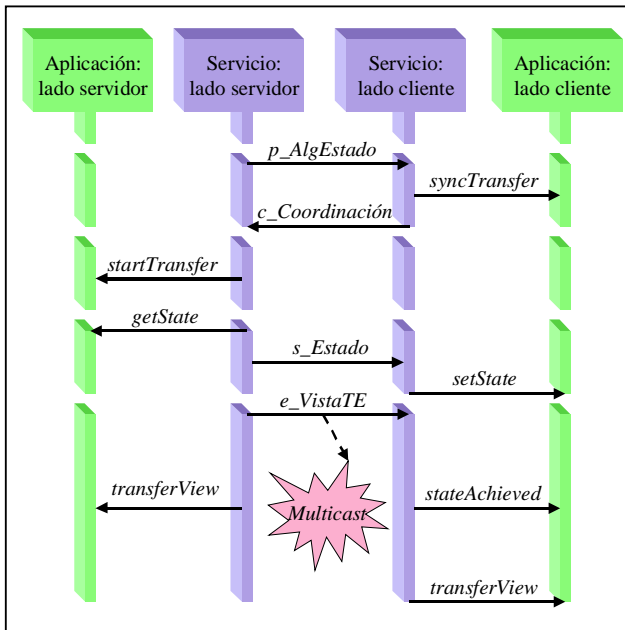 Aplicación:
lado servidor
Servicio:
lado servidor
Servicio:
lado cliente
Aplicación:
lado cliente
p_AlgEstado
syncTransfer
c_Coordinación
startTransfer
getState
s_Estado
setState
e_VistaTE
transferView
Multicast
stateAchieved
transferView